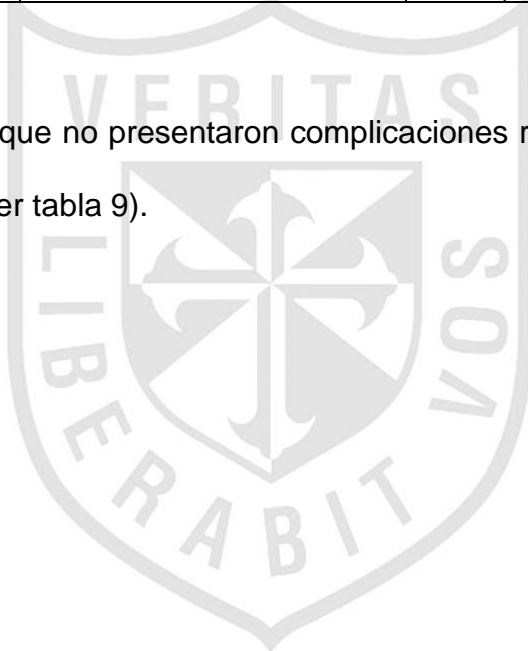 VERITAS
que no presentaron complicaciones
er tabla 9).
LIBERABIT VOS